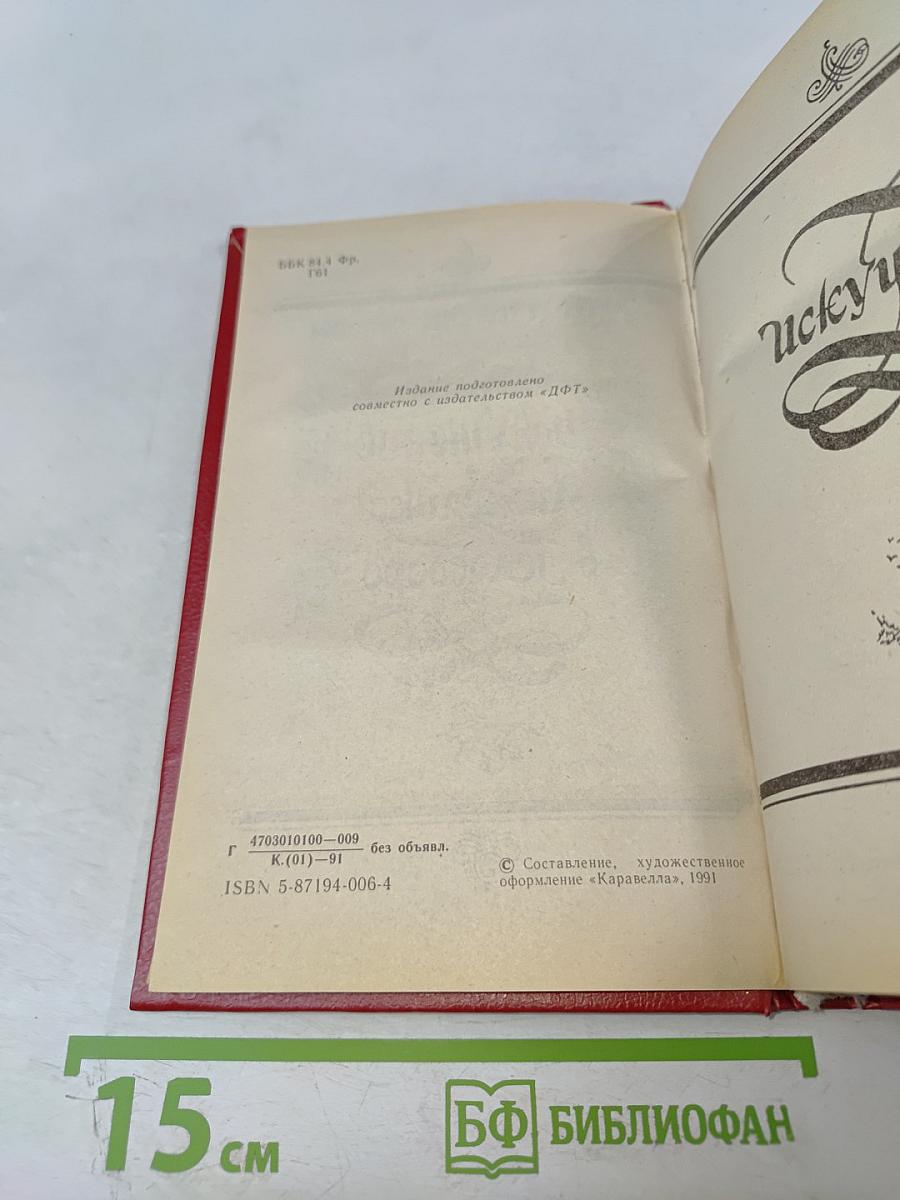 ББК 84.4 Фр.
Г61
Издание подготовлено
совместно с издательством «ДФТ»
Г 4703010100—009
К.(01)—91
без объявл.
ISBN 5-87194-006-4
© Составление, художественное
оформление «Каравелла», 1991
15 см
БФ БИБЛИОФАН